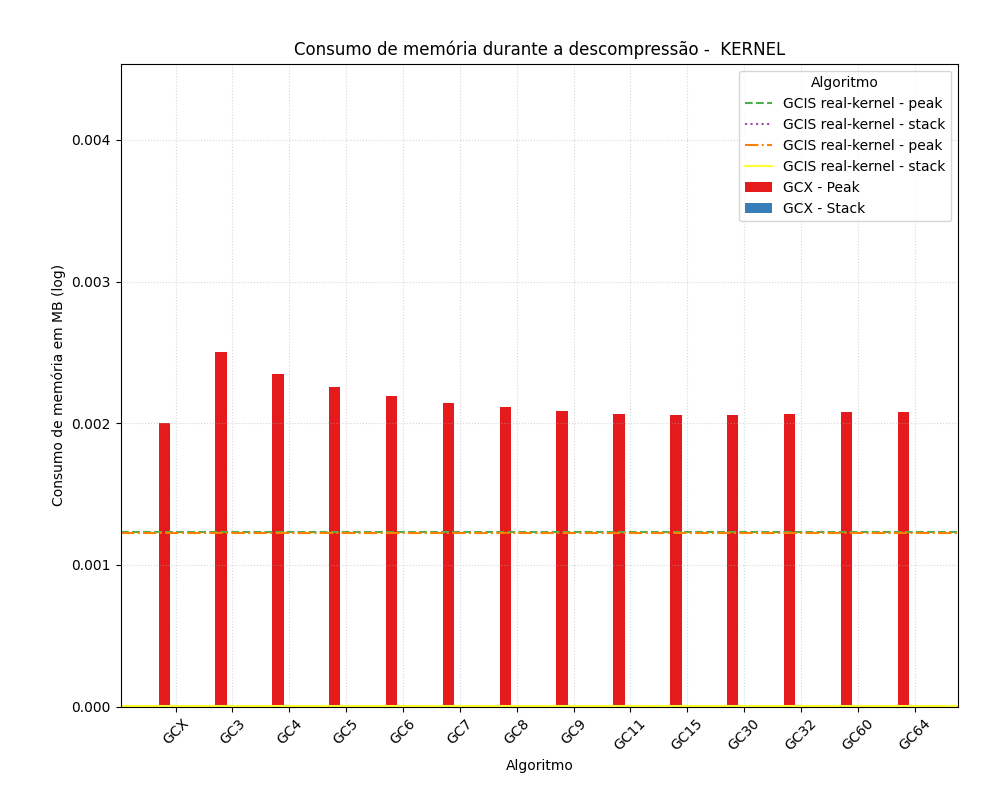 Consumo de memória durante a descompressão -  KERNEL
Algoritmo
GCIS real-kernel - peak
GCIS real-kernel - stack
GCIS real-kernel - peak
GCIS real-kernel - stack
GCX - Peak
GCX - Stack
Consumo de memória em MB (log)
0.004
0.003
0.002
0.001
0.000
GCX
GC3
GC4
GC5
GC6
GC7
GC8
GC9
GC11
GC15
GC30
GC32
GC60
GC64
Algoritmo